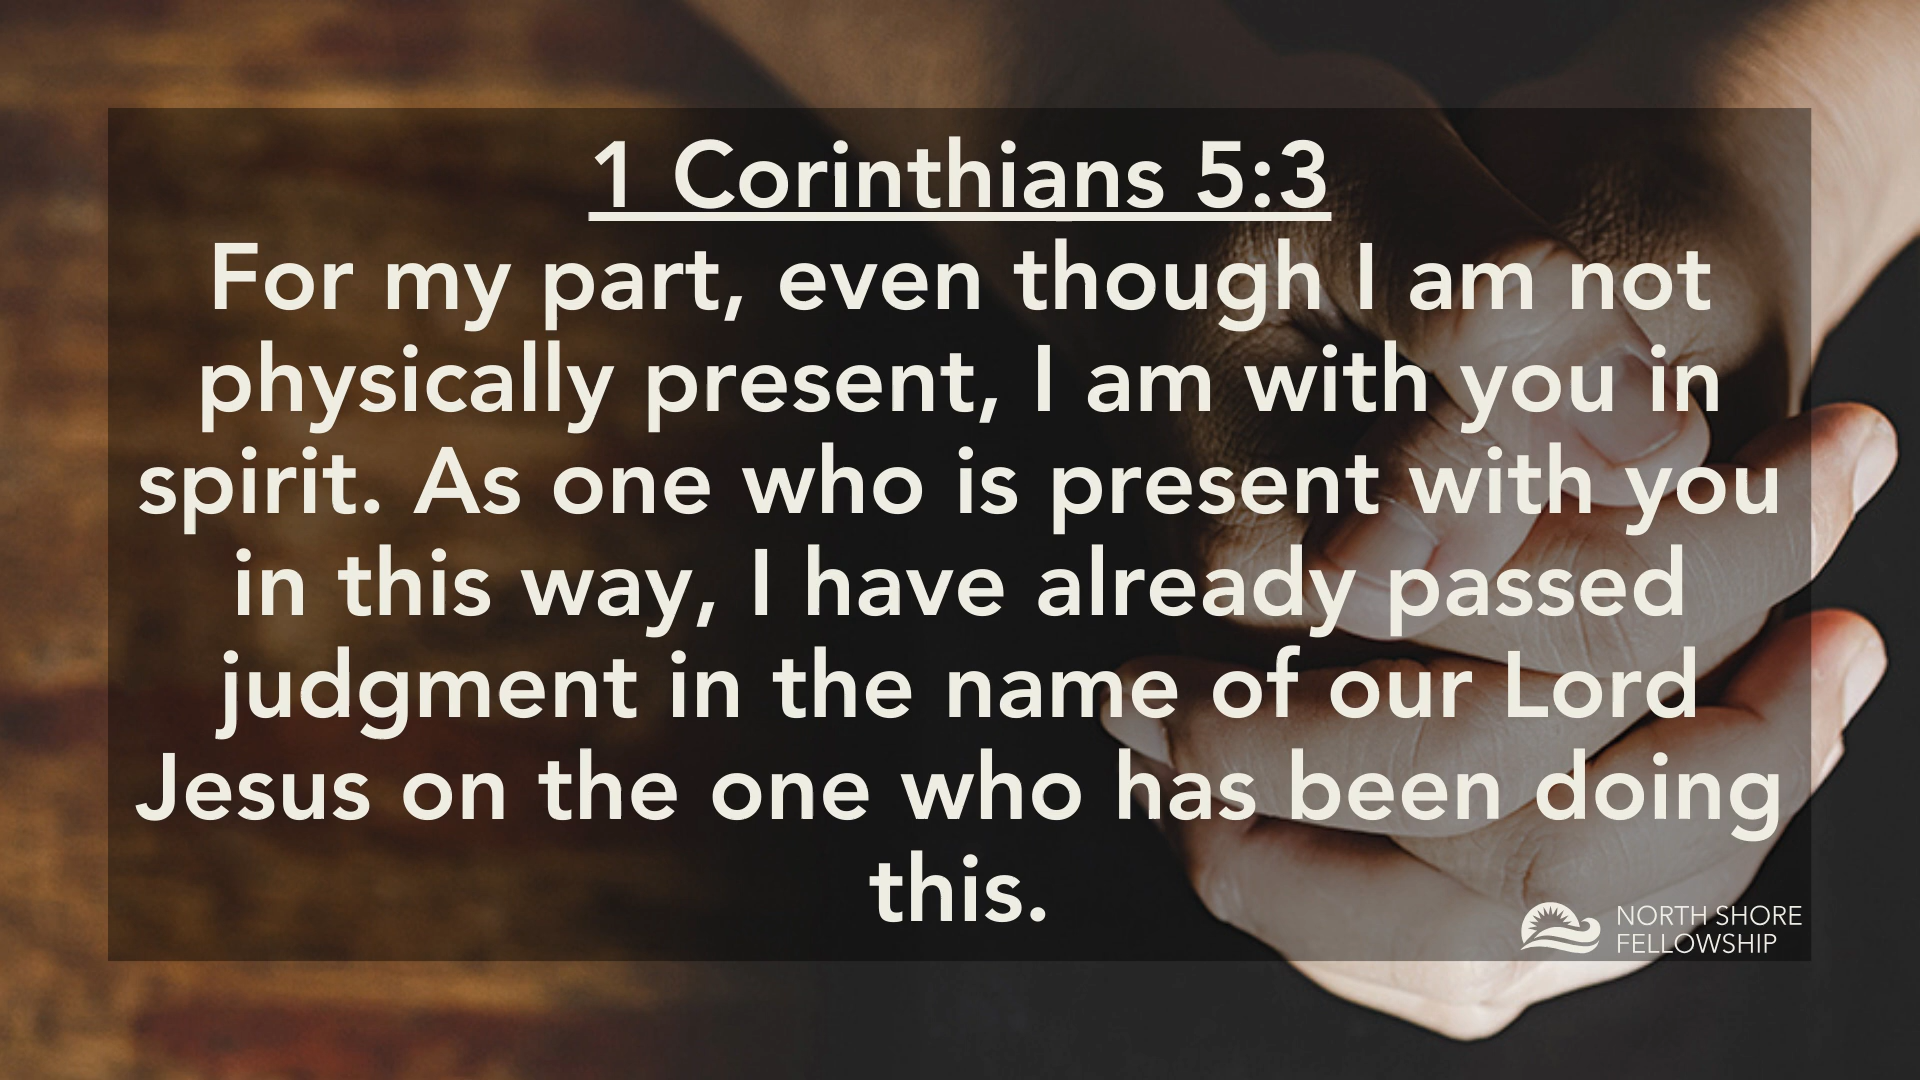 1 Corinthians 5:3
For my part, even though I am not
physically present, I am with you in
spirit. As one who is present with you
in this way, I have already passed
judgment in the name of our Lord
Jesus on the one who has been doing
this.
NORTH SHORE
FELLOWSHIP